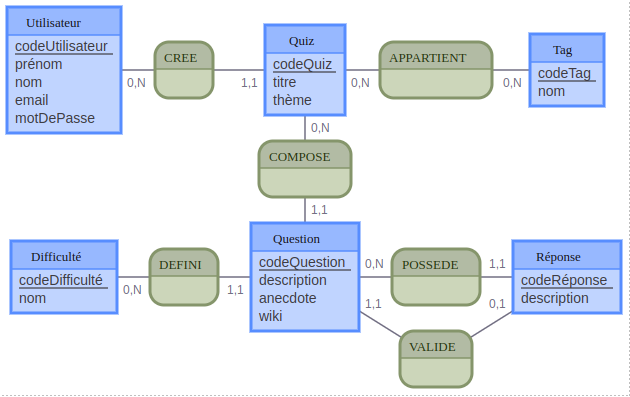 Utilisateur
codeUtilisateur
prénom
nom
email
motDePasse
0,N
CREE
1,1
Quiz
codeQuiz
titre
thème
0,N
APPARTIENT
0,N
Tag
codeTag
nom
0,N
COMPOSE
1,1
Difficulté
codeDifficulté
nom
0,N
DEFINI
1,1
Question
codeQuestion
description
anecdote
wiki
0,N
POSSEDE
1,1
Réponse
codeRéponse
description
1,1
VALIDE
0,1